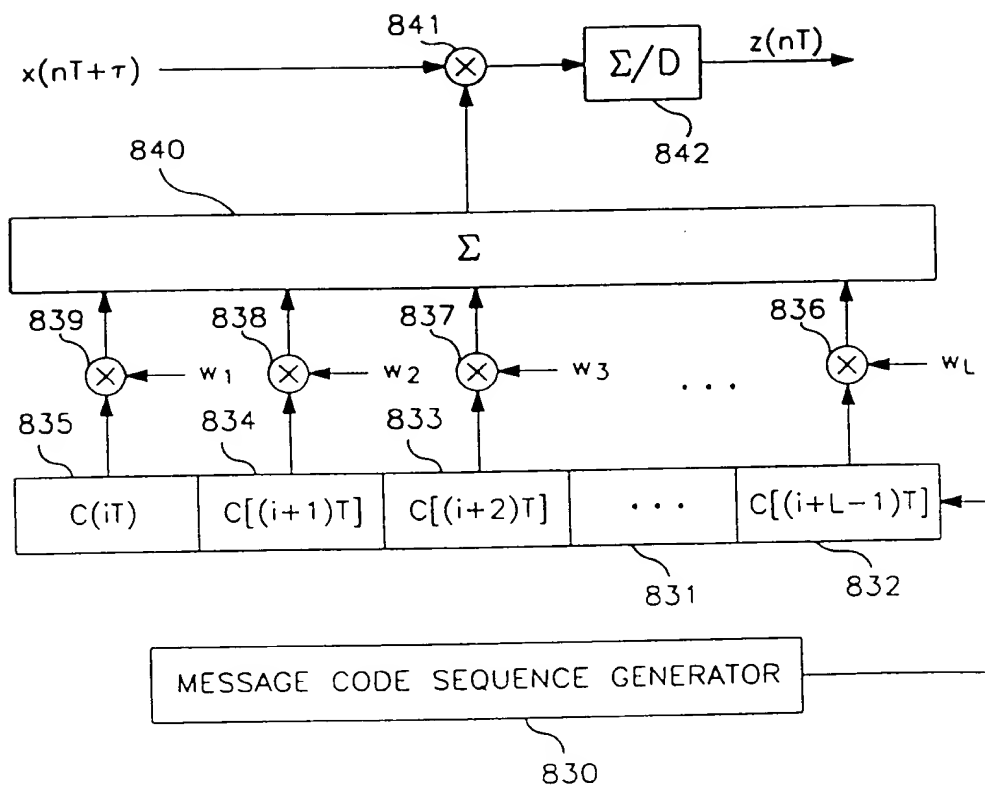 841
x(nT+τ)
Σ/D
z(nT)
842
840
Σ
839
838
837
836
w1
w2
w3
. . .
wL
835
834
833
C(iT)
C[(i+1)T]
C[(i+2)T]
. . .
C[(i+L-1)T]
831
832
MESSAGE CODE SEQUENCE GENERATOR
830